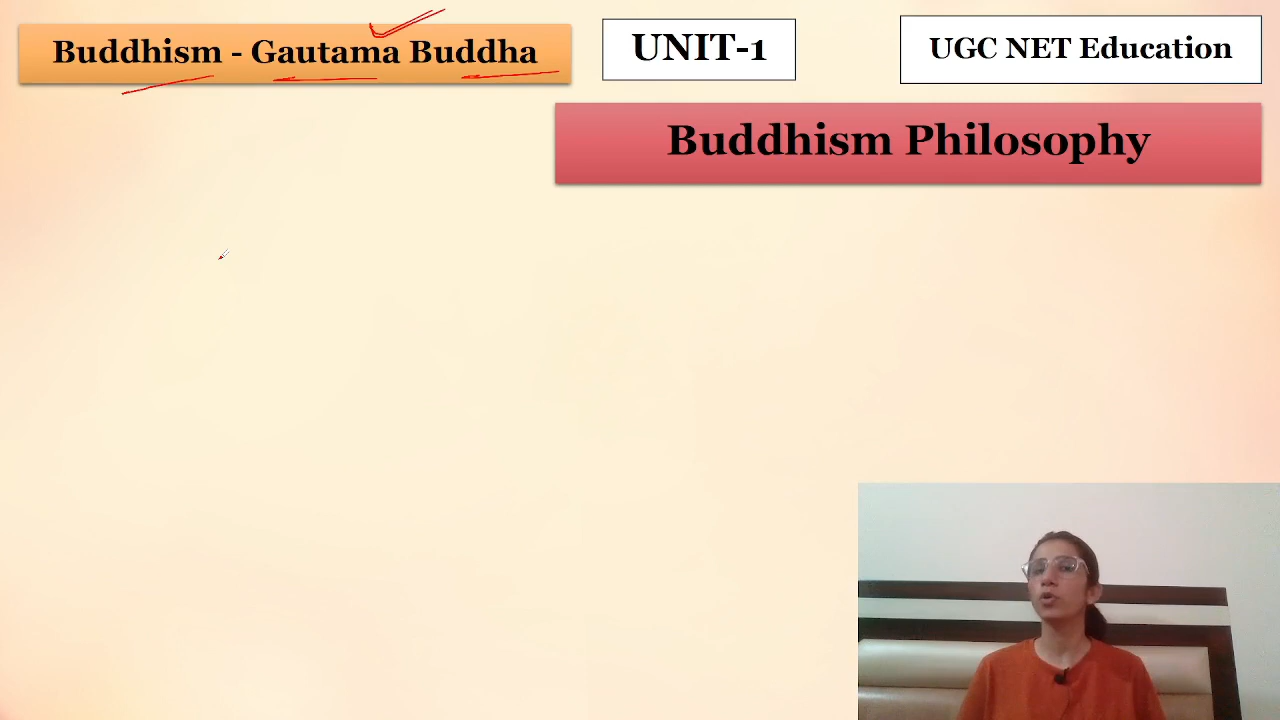 Buddhism - Gautama Buddha
UNIT-1
UGC NET Education
Buddhism Philosophy